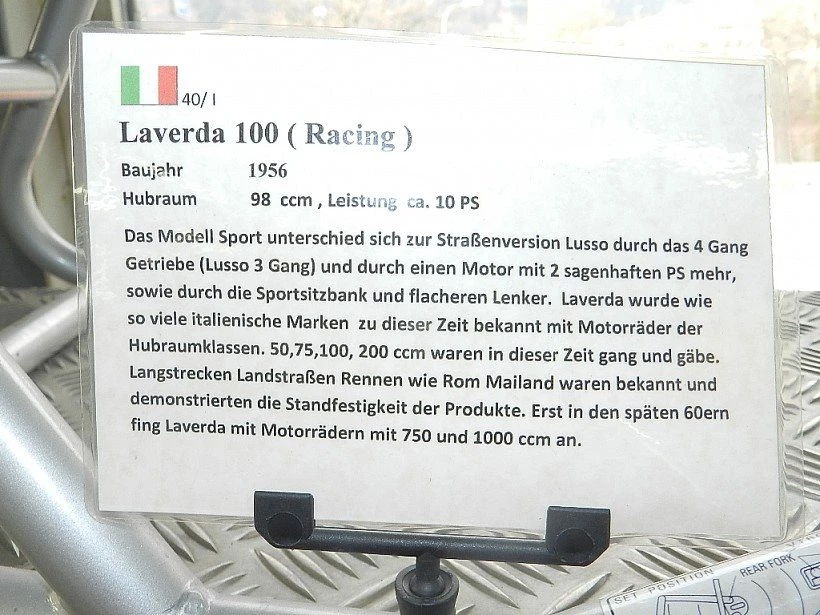 40/ I
Laverda 100 ( Racing )
Baujahr 1956
Hubraum 98 ccm , Leistung ca. 10 PS
Das Modell Sport unterschied sich zur Straßenversion Lusso durch das 4 Gang
Getriebe (Lusso 3 Gang) und durch einen Motor mit 2 sagenhaften PS mehr,
sowie durch die Sportsitzbank und flacheren Lenker. Laverda wurde wie
so viele italienische Marken zu dieser Zeit bekannt mit Motorräder der
Hubraumklassen. 50,75,100, 200 ccm waren in dieser Zeit gang und gäbe.
Langstrecken Landstraßen Rennen wie Rom Mailand waren bekannt und
demonstrierten die Standfestigkeit der Produkte. Erst in den späten 60ern
fing Laverda mit Motorrädern mit 750 und 1000 ccm an.
SET POSITION
REAR FORK